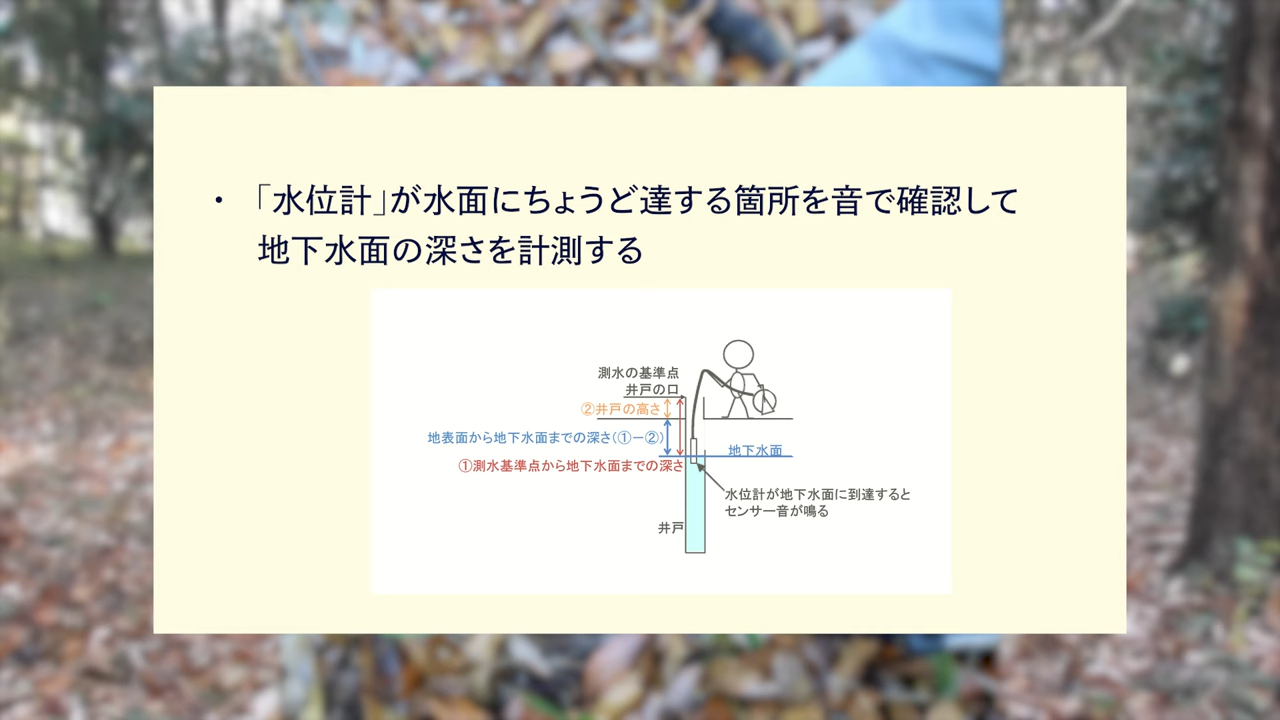 ・「水位計」が水面にちょうど達する箇所を音で確認して
地下水面の深さを計測する
測水の基準点
井戸の口
②井戸の高さ
地表面から地下水面までの深さ(①－②)
地下水面
①測水基準点から地下水面までの深さ
水位計が地下水面に到達すると
センサー音が鳴る
井戸